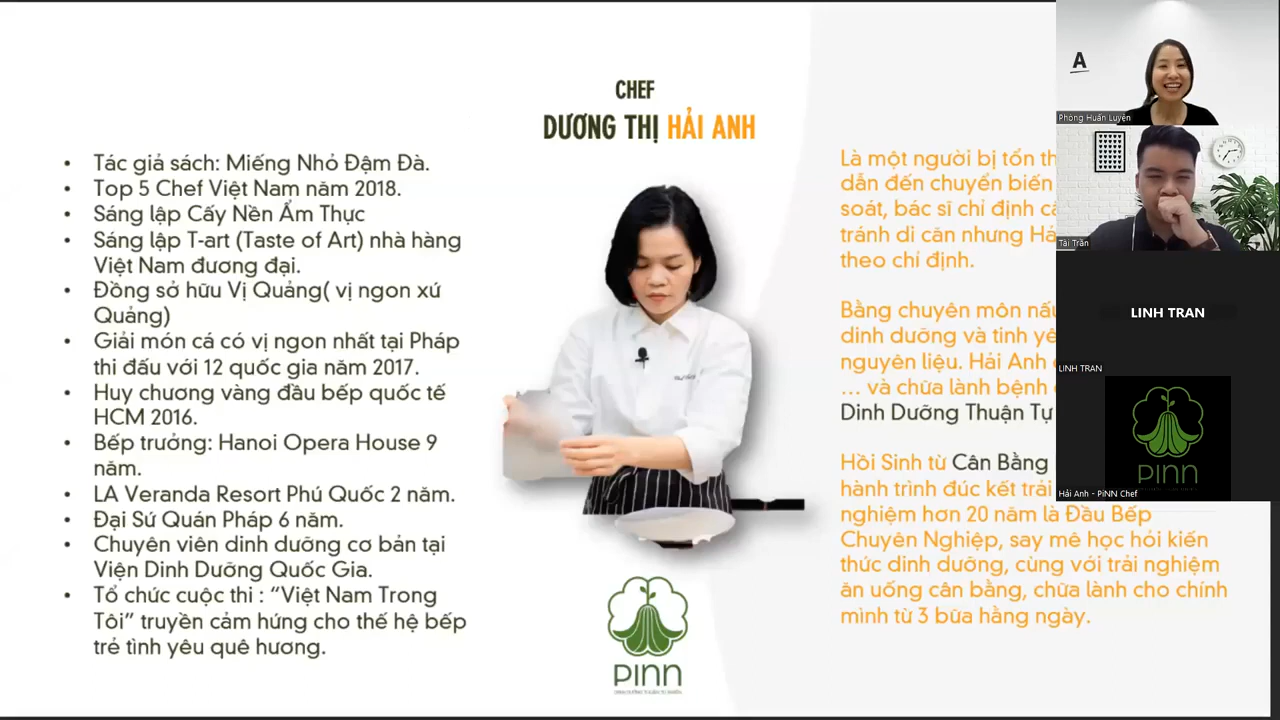 CHEF
DƯƠNG THỊ HẢI ANH
• Tác giả sách: Miếng Nhỏ Đậm Đà.
• Top 5 Chef Việt Nam năm 2018.
• Sáng lập Cấy Nền Ẩm Thực
• Sáng lập T-art (Taste of Art) nhà hàng
Việt Nam đương đại.
• Đồng sở hữu Vị Quảng( vị ngon xứ
Quảng)
• Giải món cá có vị ngon nhất tại Pháp
thi đấu với 12 quốc gia năm 2017.
• Huy chương vàng đầu bếp quốc tế
HCM 2016.
• Bếp trưởng: Hanoi Opera House 9
năm.
• LA Veranda Resort Phú Quốc 2 năm.
• Đại Sứ Quán Pháp 6 năm.
• Chuyên viên dinh dưỡng cơ bản tại
Viện Dinh Dưỡng Quốc Gia.
• Tổ chức cuộc thi : “Việt Nam Trong
Tôi” truyền cảm hứng cho thế hệ bếp
trẻ tình yêu quê hương.
PINN
Là một người bị tổn
dẫn đến chuyển biến
soát, bác sĩ chỉ định
tránh di căn nhưng
theo chỉ định.
Bằng chuyên môn
dinh dưỡng và tinh
nguyên liệu. Hải Anh
... và chữa lành bệnh
Dinh Dưỡng Thuận Tự
Hồi Sinh từ Cân Bằng
hành trình đúc kết trải
nghiệm hơn 20 năm là Đầu Bếp
Chuyên Nghiệp, say mê học hỏi kiến
thức dinh dưỡng, cùng với trải nghiệm
ăn uống cân bằng, chữa lành cho chính
mình từ 3 bữa hằng ngày.
A
Phòng Huấn Luyện
Tài Trần
LINH TRAN
LINH TRAN
PINN
Hải Anh - PiNN Chef